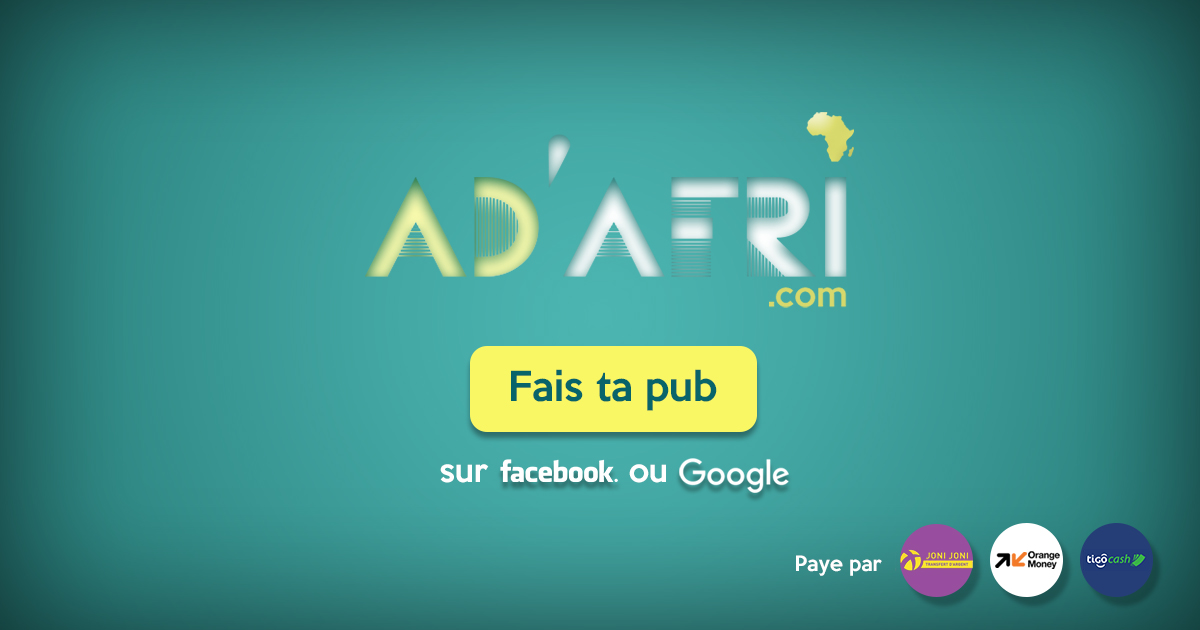 AD'AFRI
.com
Fais ta pub
sur facebook. ou Google
Paye par
JONI JONI
TRANSFERT D'ARGENT
Orange
Money
tigo cash